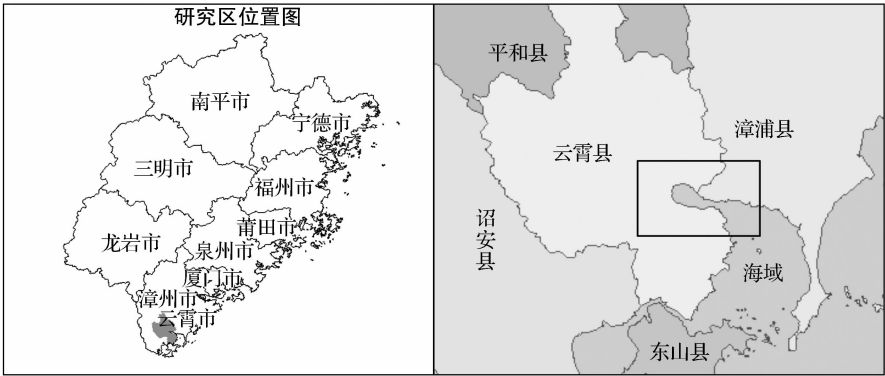 研究区位置图
南平市
宁德市
三明市
福州市
莆田市
龙岩市
泉州市
厦门市
漳州市
云霄市
平和县
漳浦县
云霄县
诏安县
海域
东山县